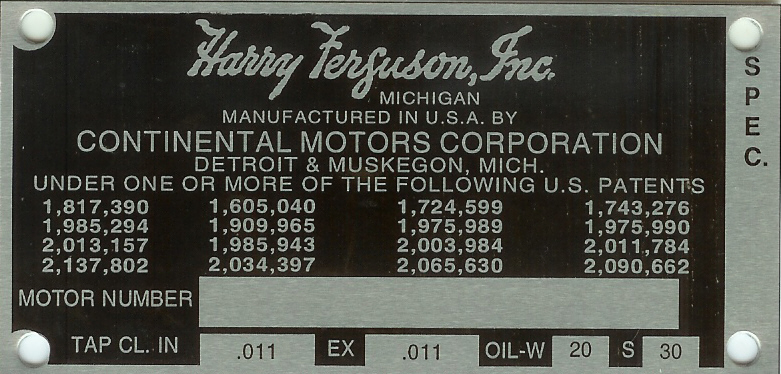 Harry Ferguson, Inc.
MICHIGAN
MANUFACTURED IN U.S.A. BY
CONTINENTAL MOTORS CORPORATION
DETROIT & MUSKEGON, MICH.
UNDER ONE OR MORE OF THE FOLLOWING U.S. PATENTS
1,817,390 1,605,040 1,724,599 1,743,276
1,985,294 1,909,965 1,975,989 1,975,990
2,013,157 1,985,943 2,003,984 2,011,784
2,137,802 2,034,397 2,065,630 2,090,662
MOTOR NUMBER
TAP CL. IN .011 EX .011 OIL-W 20 S 30
SPEC.